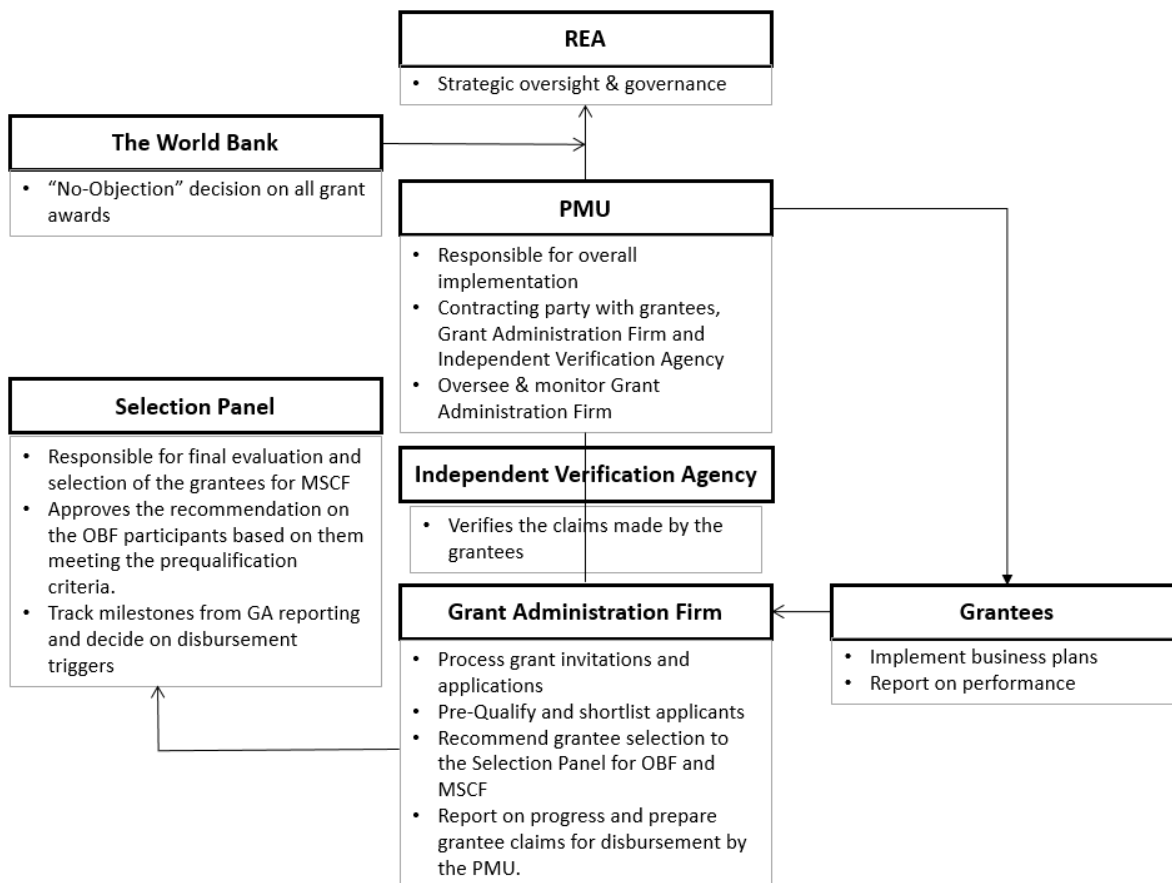 REA
• Strategic oversight & governance
The World Bank
• “No-Objection” decision on all grant
awards
PMU
• Responsible for overall
implementation
• Contracting party with grantees,
Grant Administration Firm and
Independent Verification Agency
• Oversee & monitor Grant
Administration Firm
Selection Panel
• Responsible for final evaluation and
selection of the grantees for MSCF
• Approves the recommendation on
the OBF participants based on them
meeting the prequalification
criteria.
• Track milestones from GA reporting
and decide on disbursement
triggers
Independent Verification Agency
• Verifies the claims made by the
grantees
Grant Administration Firm
• Process grant invitations and
applications
• Pre-Qualify and shortlist applicants
• Recommend grantee selection to
the Selection Panel for OBF and
MSCF
• Report on progress and prepare
grantee claims for disbursement by
the PMU.
Grantees
• Implement business plans
• Report on performance